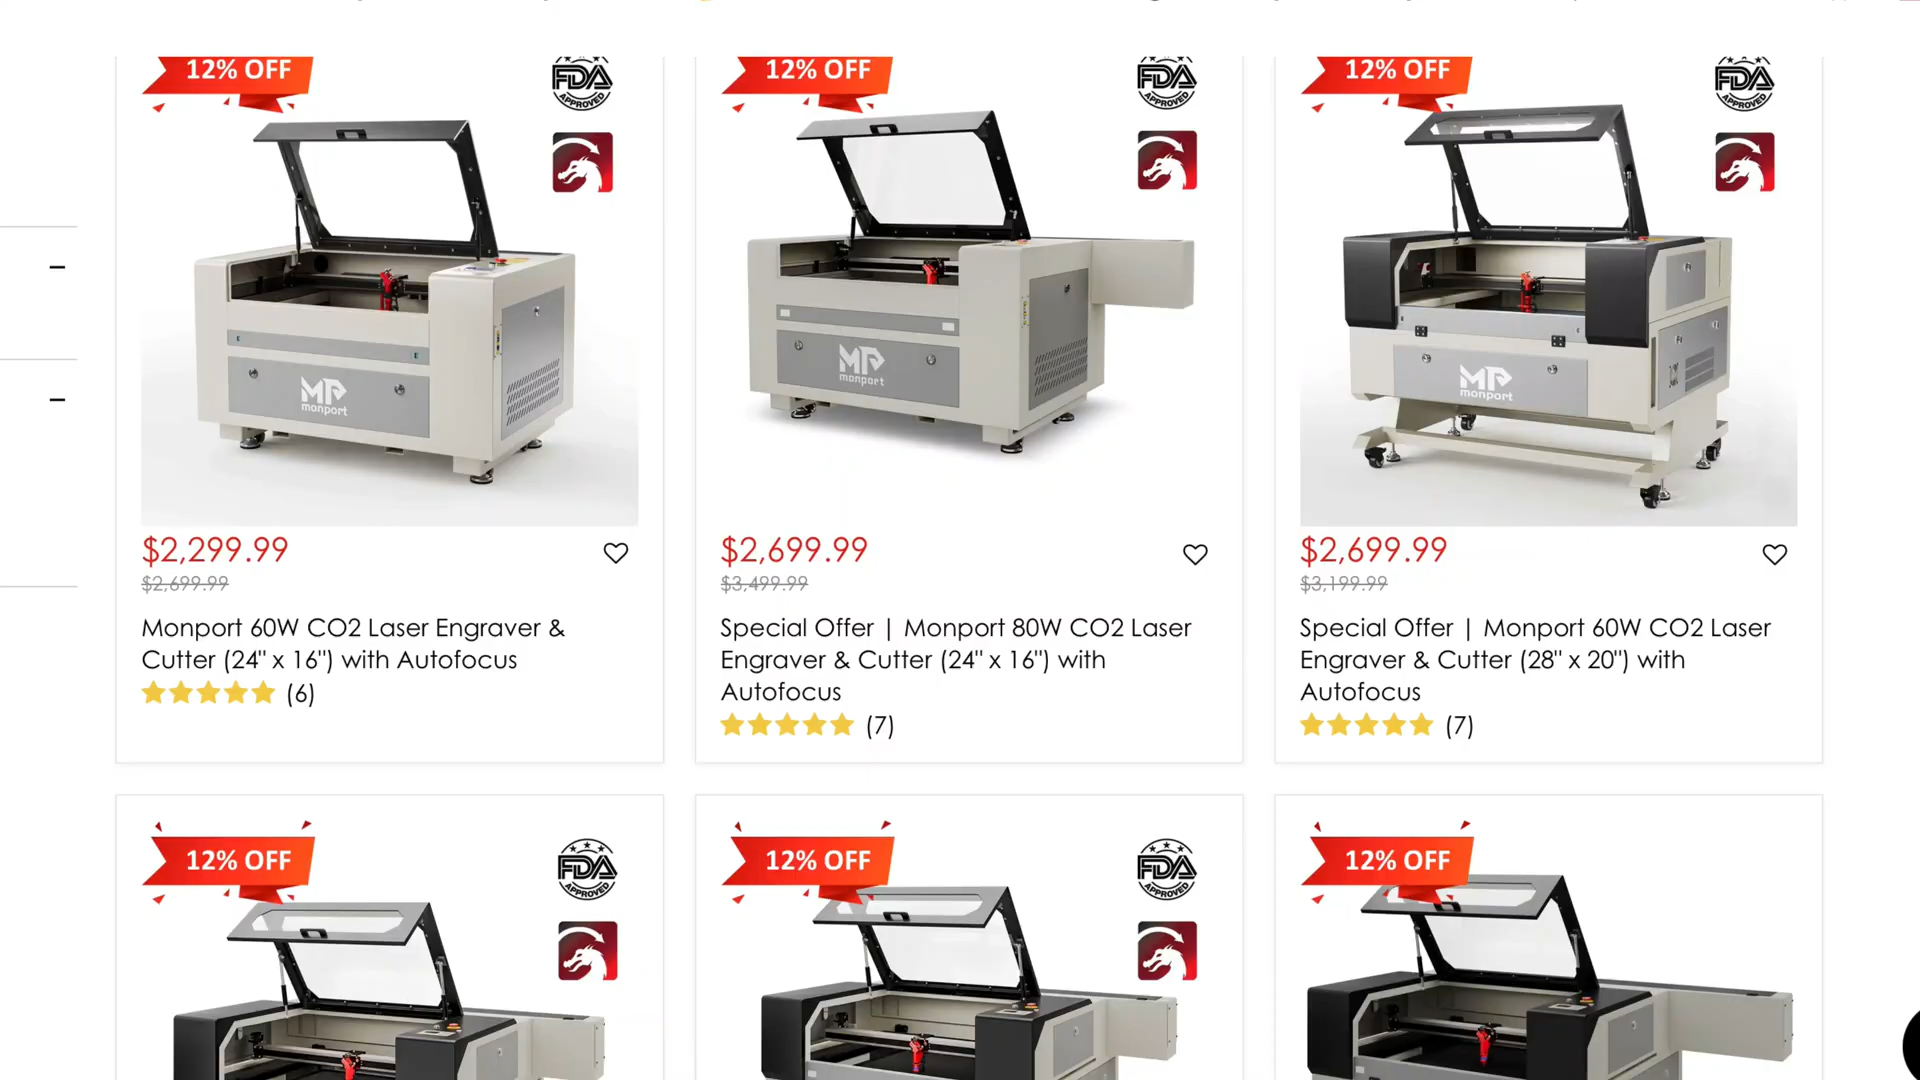 12% OFF
FDA
APPROVED
12% OFF
FDA
APPROVED
12% OFF
FDA
APPROVED
MP
monport
MP
monport
MP
monport
$2,299.99
$2,699.99
Monport 60W CO2 Laser Engraver &
Cutter (24" x 16") with Autofocus
(6)
$2,699.99
$3,499.99
Special Offer | Monport 80W CO2 Laser
Engraver & Cutter (24" x 16") with
Autofocus
(7)
$2,699.99
$3,199.99
Special Offer | Monport 60W CO2 Laser
Engraver & Cutter (28" x 20") with
Autofocus
(7)
12% OFF
FDA
APPROVED
12% OFF
FDA
APPROVED
12% OFF